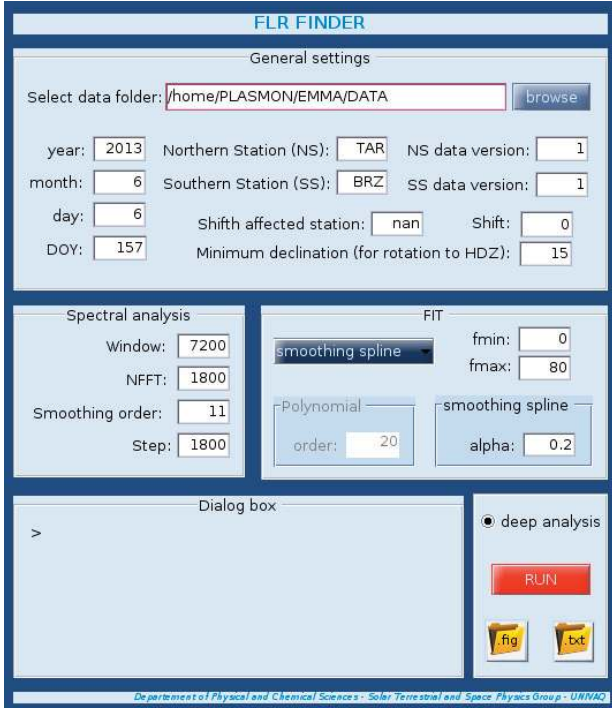 FLR FINDER
General settings
Select data folder: /home/PLASMON/EMMA/DATA browse
year: 2013 Northern Station (NS): TAR NS data version: 1
month: 6 Southern Station (SS): BRZ SS data version: 1
day: 6 Shifth affected station: nan Shift: 0
DOY: 157 Minimum declination (for rotation to HDZ): 15
Spectral analysis
Window: 7200
NFFT: 1800
Smoothing order: 11
Step: 1800
FIT
smoothing spline
fmin: 0
fmax: 80
Polynomial
order: 20
smoothing spline
alpha: 0.2
Dialog box
>
deep analysis
RUN
.fig .txt
Departement of Physical and Chemical Sciences - Solar Terrestrial and Space Physics Group - UNIVAQ